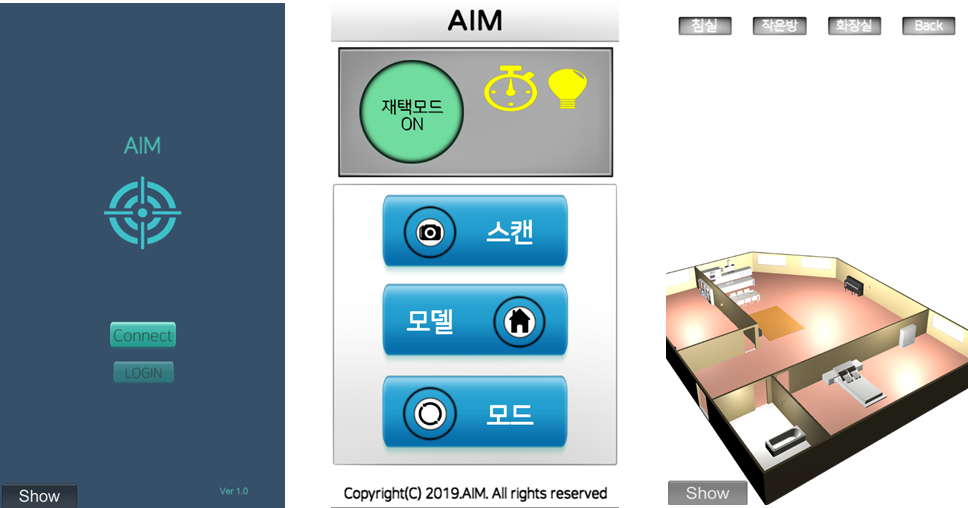 AIM
Connect
LOGIN
Show
Ver 1.0
AIM
재택모드
ON
스캔
모델
모드
Copyright(C) 2019.AIM. All rights reserved
침실
작은방
화장실
Back
Show